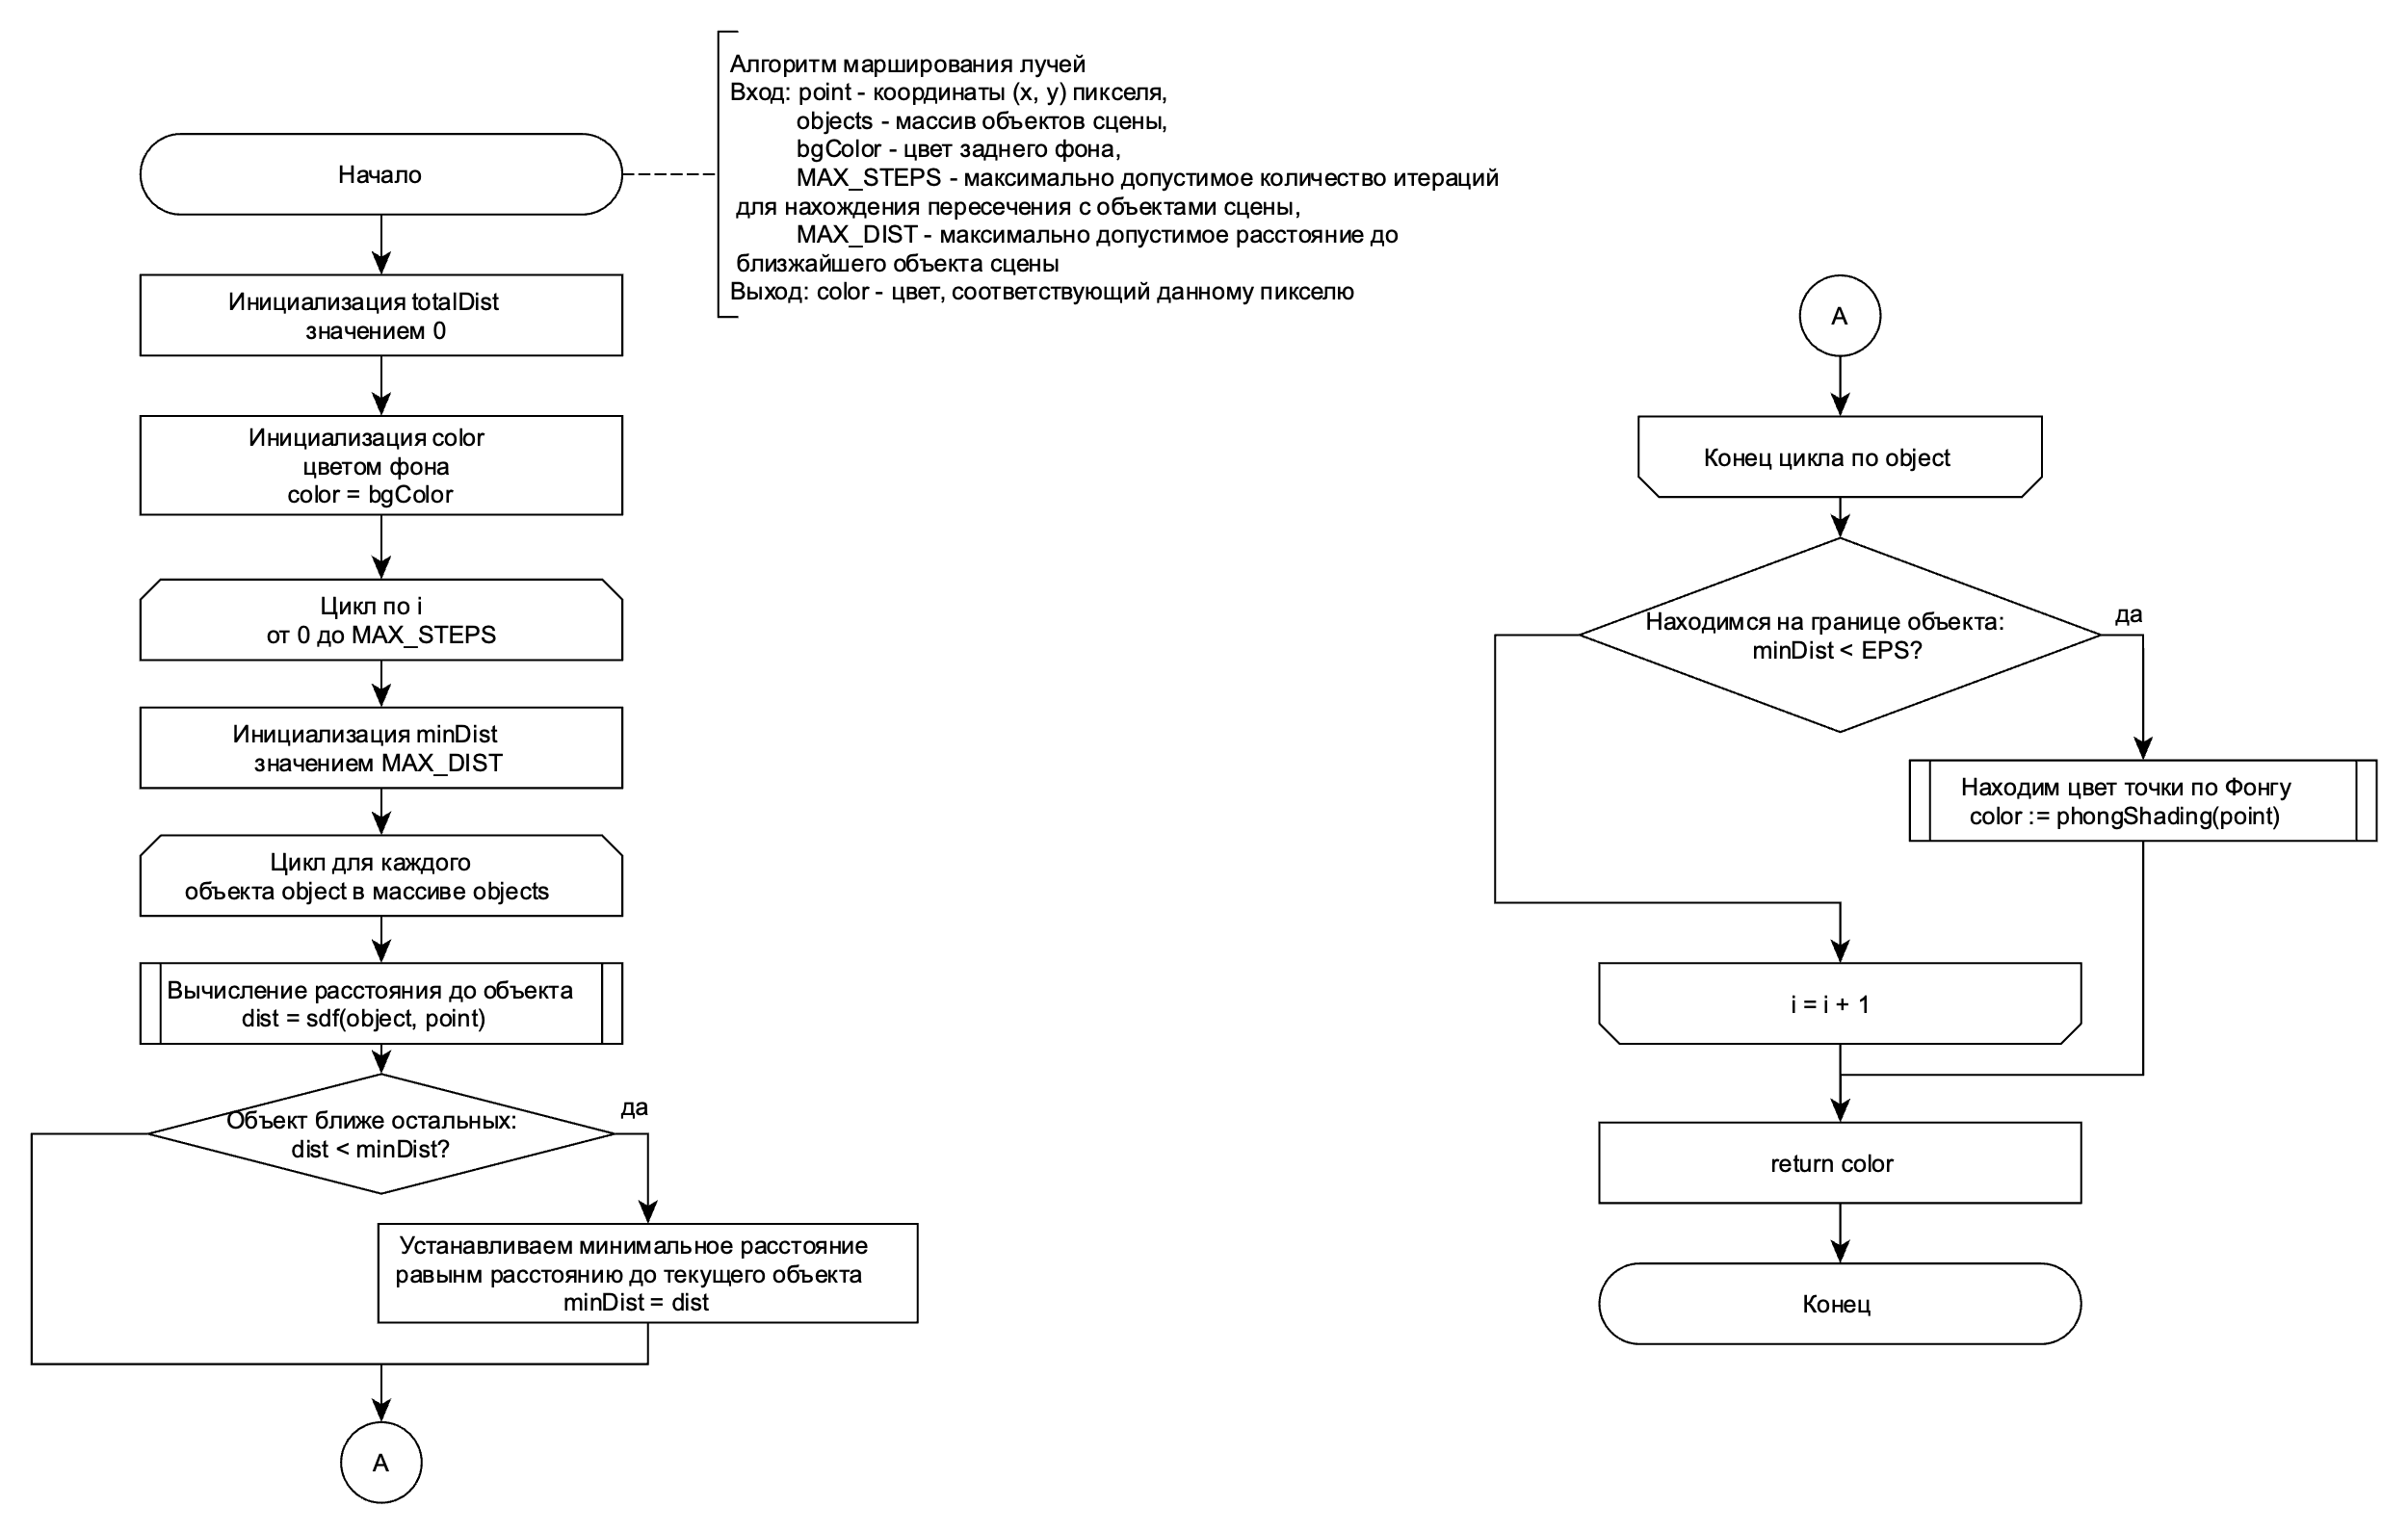 Алгоритм марширования лучей
Вход: point - координаты (x, y) пикселя,
objects - массив объектов сцены,
bgColor - цвет заднего фона,
MAX_STEPS - максимально допустимое количество итераций
для нахождения пересечения с объектами сцены,
MAX_DIST - максимально допустимое расстояние до
близжайшего объекта сцены
Выход: color - цвет, соответствующий данному пикселю
Начало
Инициализация totalDist
значением 0
Инициализация color
цветом фона
color = bgColor
Цикл по i
от 0 до MAX_STEPS
Инициализация minDist
значением MAX_DIST
Цикл для каждого
объекта object в массиве objects
Вычисление расстояния до объекта
dist = sdf(object, point)
Объект ближе остальных:
dist < minDist?
да
Устанавливаем минимальное расстояние
равынм расстоянию до текущего объекта
minDist = dist
A
A
Конец цикла по object
Находимся на границе объекта:
minDist < EPS?
да
Находим цвет точки по Фонгу
color := phongShading(point)
i = i + 1
return color
Конец